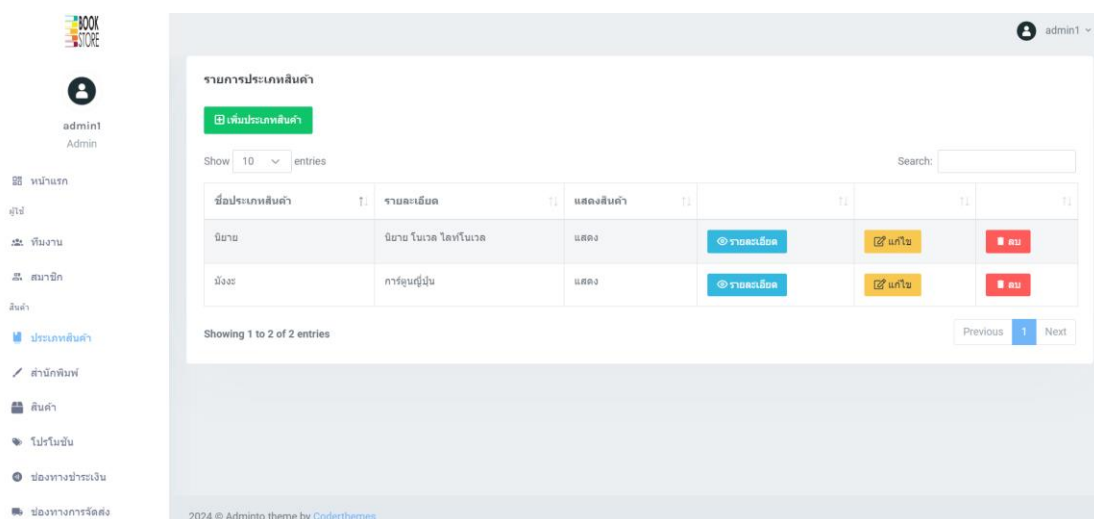 BOOK
STORE
admin1
admin1
Admin
หน้าแรก
ผู้ใช้
ทีมงาน
สมาชิก
สินค้า
ประเภทสินค้า
สำนักพิมพ์
สินค้า
โปรโมชัน
ช่องทางชำระเงิน
ช่องทางการจัดส่ง
รายการประเภทสินค้า
เพิ่มประเภทสินค้า
Show 10 entries Search:
ชื่อประเภทสินค้า รายละเอียด แสดงสินค้า
นิยาย นิยาย โนเวล ไลท์โนเวล แสดง รายละเอียด แก้ไข ลบ
มังงะ การ์ตูนญี่ปุ่น แสดง รายละเอียด แก้ไข ลบ
Showing 1 to 2 of 2 entries Previous 1 Next
2024 © Adminto theme by Coderthemes